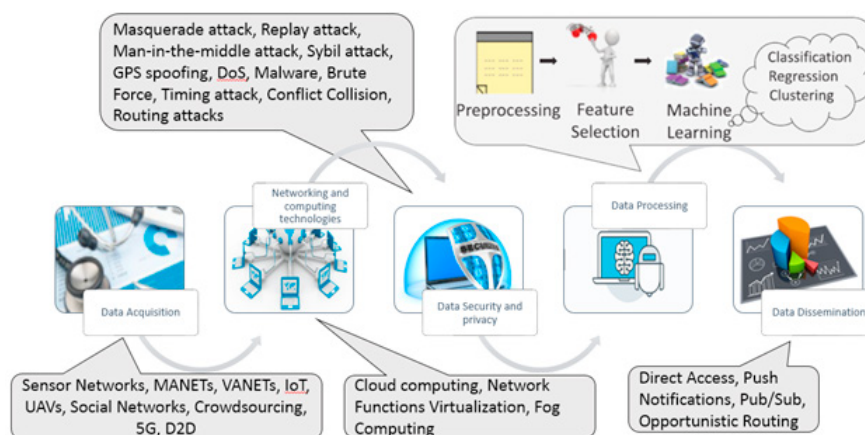 Masquerade attack, Replay attack,
Man-in-the-middle attack, Sybil attack,
GPS spoofing, DoS, Malware, Brute
Force, Timing attack, Conflict Collision,
Routing attacks
Preprocessing
Feature
Selection
Machine
Learning
Classification
Regression
Clustering
Data Acquisition
Networking and
computing
technologies
SECURITY
Data Security and
privacy
Data Processing
Data Dissemination
Sensor Networks, MANETs, VANETs, IoT,
UAVs, Social Networks, Crowdsourcing,
5G, D2D
Cloud computing, Network
Functions Virtualization, Fog
Computing
Direct Access, Push
Notifications, Pub/Sub,
Opportunistic Routing